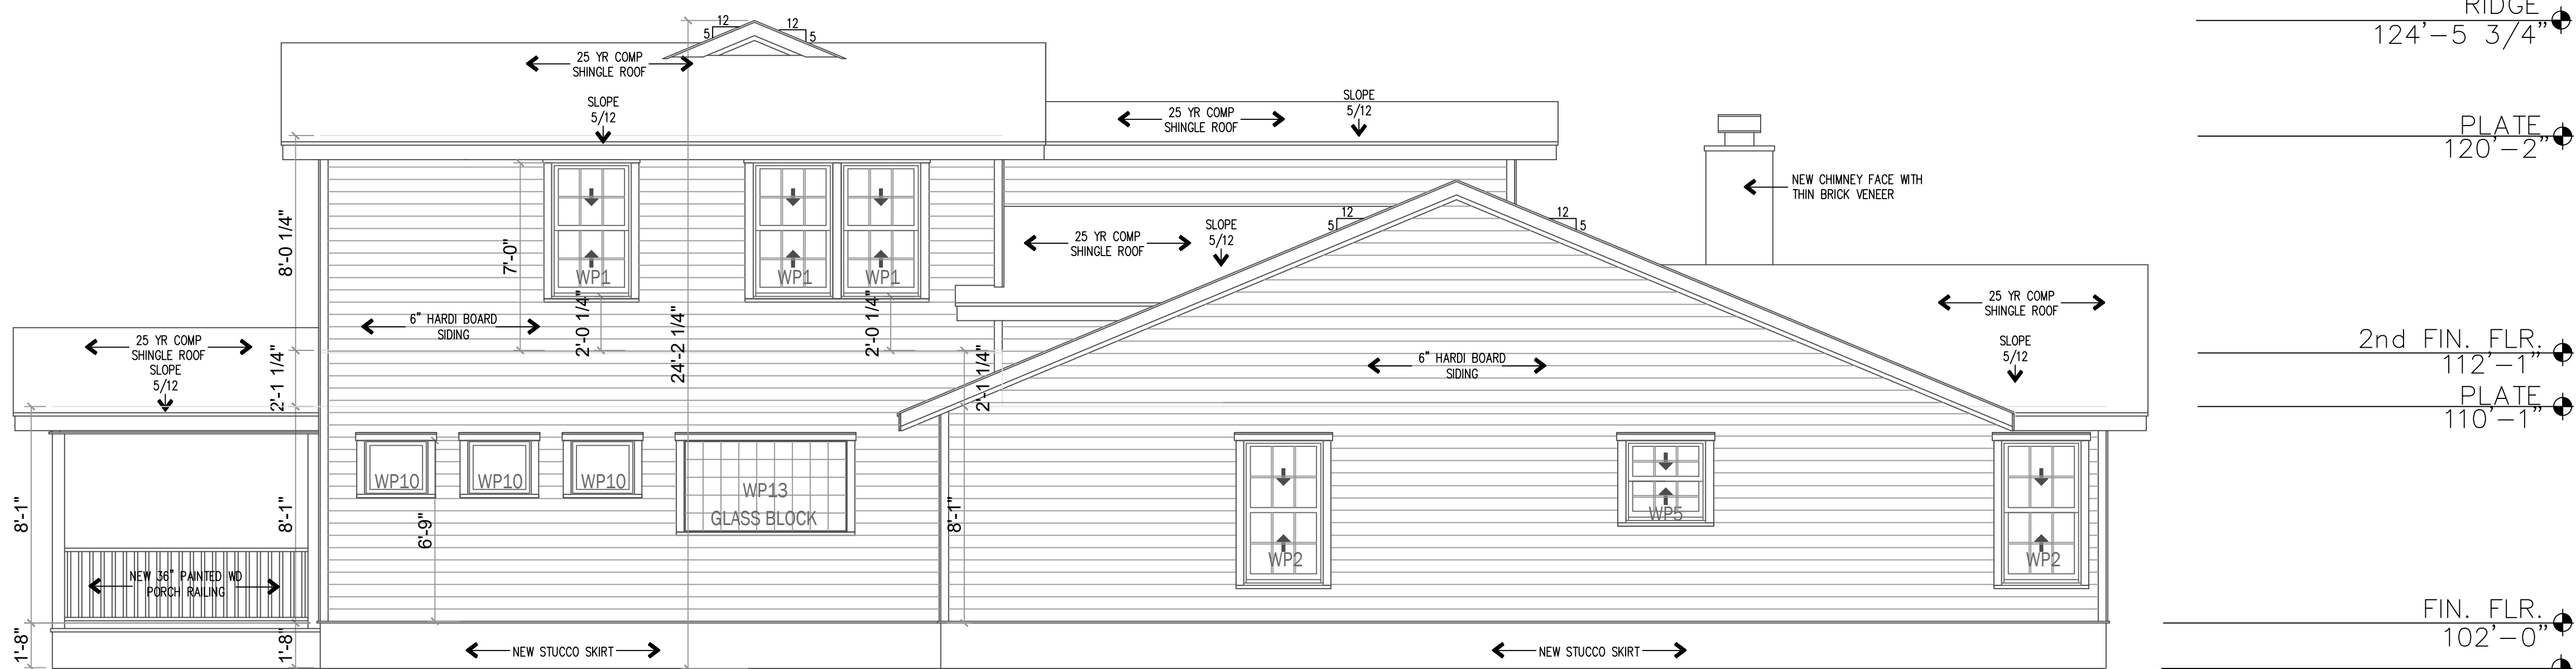 12
5
12
5
25 YR COMP
SHINGLE ROOF
SLOPE
5/12
25 YR COMP
SHINGLE ROOF
SLOPE
5/12
RIDGE
124'-5 3/4"
PLATE
120'-2"
NEW CHIMNEY FACE WITH
THIN BRICK VENEER
8'-0 1/4"
7'-0"
WP1
WP1
WP1
25 YR COMP
SHINGLE ROOF
SLOPE
5/12
12
5
12
5
6" HARDI BOARD
SIDING
2'-0 1/4"
24'-2 1/4"
2'-0 1/4"
25 YR COMP
SHINGLE ROOF
SLOPE
5/12
25 YR COMP
SHINGLE ROOF
SLOPE
5/12
2'-1 1/4"
2'-1 1/4"
6" HARDI BOARD
SIDING
2nd FIN. FLR.
112'-1"
PLATE
110'-1"
8'-1"
8'-1"
6'-9"
WP10
WP10
WP10
WP13
GLASS BLOCK
8'-1"
WP2
WP5
WP2
NEW 36" PAINTED WD
PORCH RAILING
1'-8"
1'-8"
NEW STUCCO SKIRT
NEW STUCCO SKIRT
FIN. FLR.
102'-0"